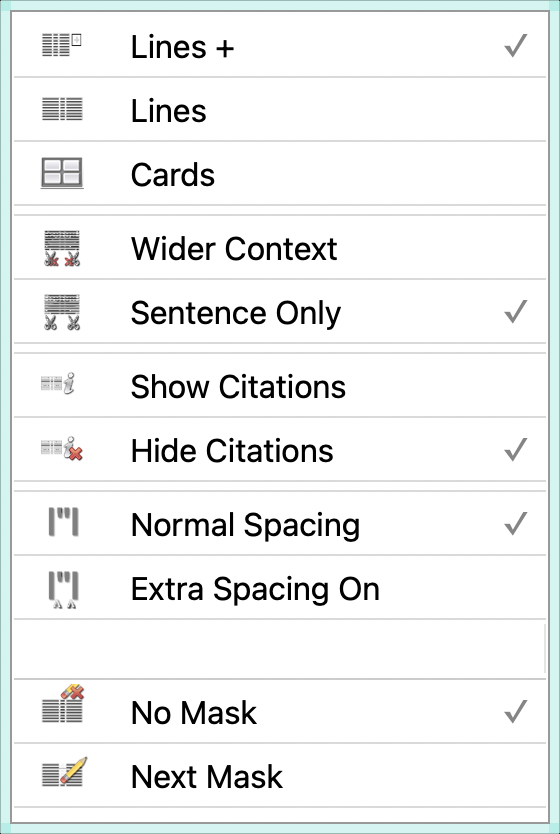 Lines +
Lines
Cards
Wider Context
Sentence Only
Show Citations
Hide Citations
Normal Spacing
Extra Spacing On
No Mask
Next Mask